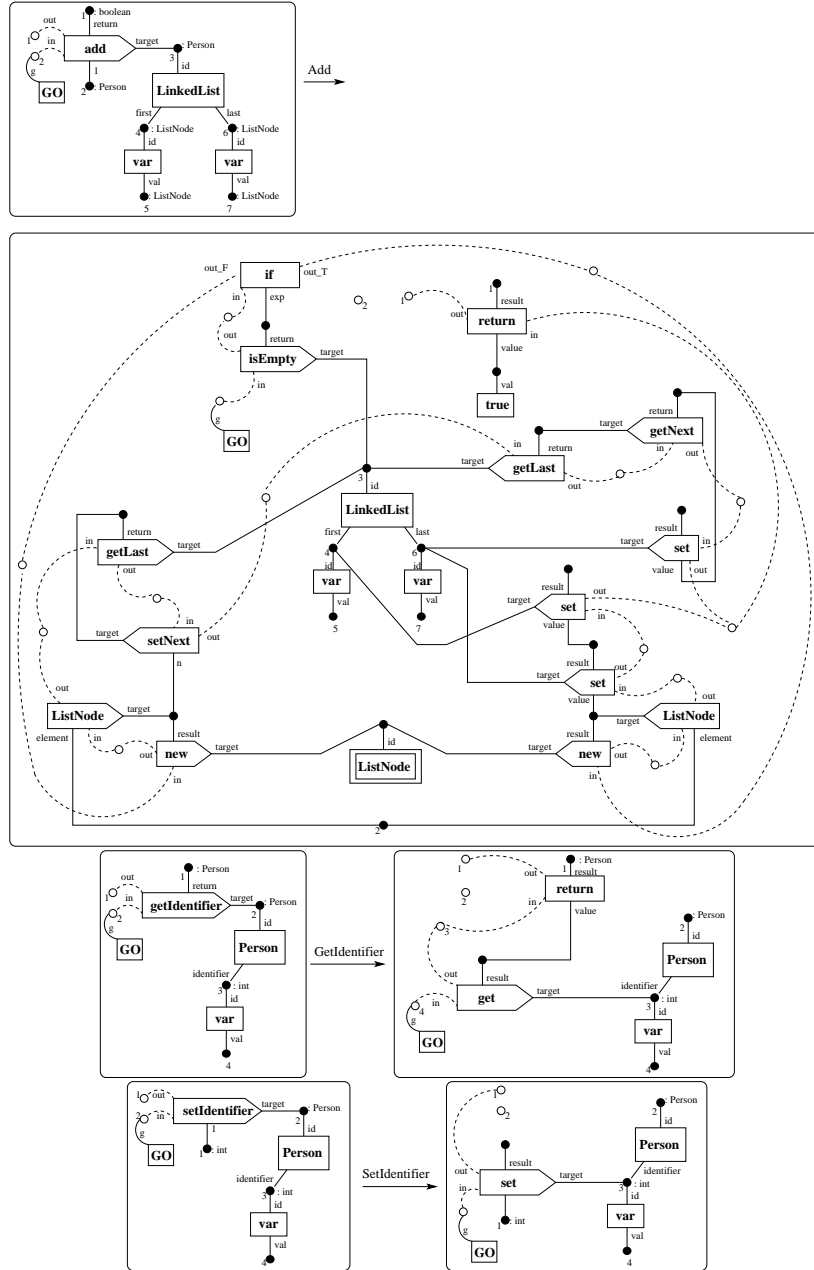 out
1
: boolean
return
1
in
add
target
: Person
2
3
g
1
id
GO
2
: Person
LinkedList
Add
first
last
4
: ListNode
6
: ListNode
id
id
var
var
val
val
: ListNode
: ListNode
5
7
out_F
if
out_T
in
exp
2
1
1
result
out
return
in
out
return
value
isEmpty
target
in
val
true
g
GO
return
target
getNext
in
return
in
out
target
getLast
out
3
id
LinkedList
return
first
last
result
in
getLast
target
4
6
target
set
in
out
id
id
value
out
var
var
result
out
val
val
target
set
in
in
value
target
setNext
out
5
7
n
result
out
target
set
in
out
value
out
ListNode
target
result
target
ListNode
element
result
element
in
out
new
target
id
target
new
out
in
in
ListNode
in
2
out
1
: Person
return
1
in
getIdentifier
target
: Person
2
2
g
id
GO
Person
identifier
3
: int
id
var
val
4
GetIdentifier
1
: Person
1
result
out
return
2
in
value
3
: Person
2
id
Person
out
result
identifier
in
get
target
: int
4
3
g
id
GO
var
val
4
1
out
target
: Person
2
in
setIdentifier
2
g
1
id
GO
1
: int
Person
identifier
3
: int
id
var
val
4
SetIdentifier
1
: Person
2
2
id
Person
result
out
identifier
set
target
: int
in
3
id
g
1
: int
var
GO
val
4